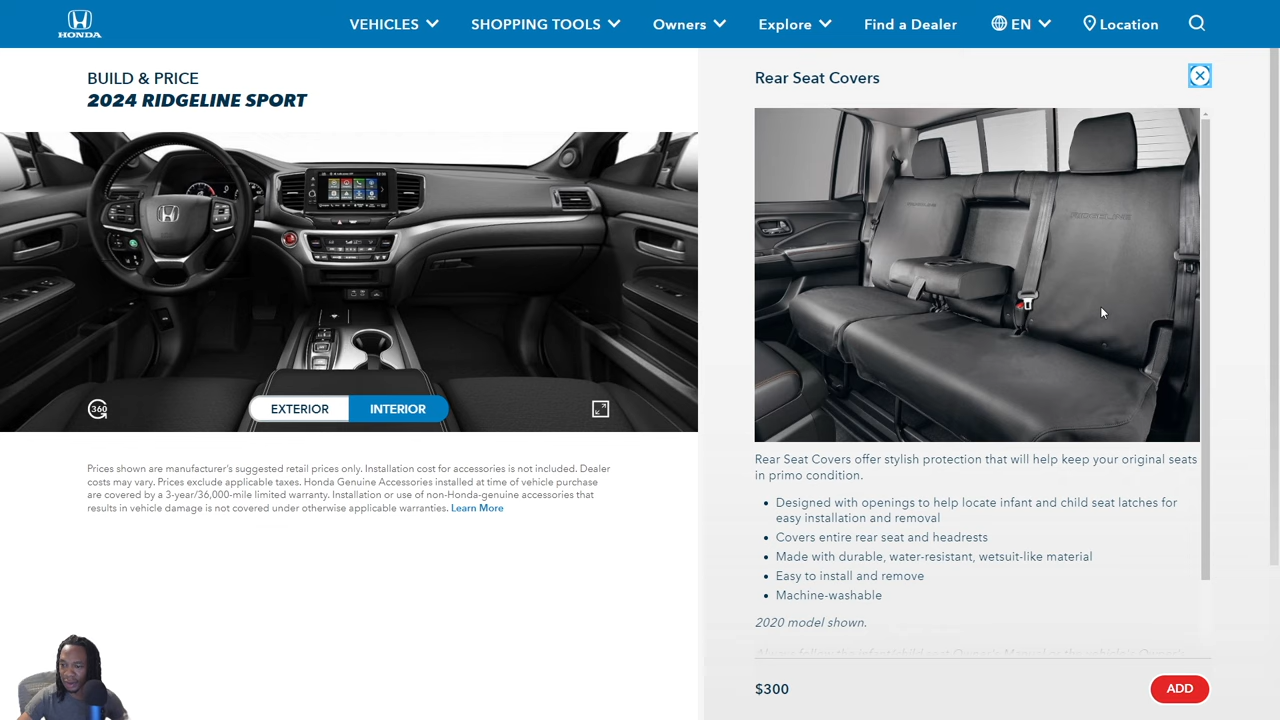 HONDA
VEHICLES
SHOPPING TOOLS
Owners
Explore
Find a Dealer
EN
Location
BUILD & PRICE
2024 RIDGELINE SPORT
360
EXTERIOR
INTERIOR
Prices shown are manufacturer's suggested retail prices only. Installation cost for accessories is not included. Dealer
costs may vary. Prices exclude applicable taxes. Honda Genuine Accessories installed at time of vehicle purchase
are covered by a 3-year/36,000-mile limited warranty. Installation or use of non-Honda-genuine accessories that
results in vehicle damage is not covered under otherwise applicable warranties. Learn More
Rear Seat Covers
RIDGELINE
Rear Seat Covers offer stylish protection that will help keep your original seats
in primo condition.
• Designed with openings to help locate infant and child seat latches for
easy installation and removal
• Covers entire rear seat and headrests
• Made with durable, water-resistant, wetsuit-like material
• Easy to install and remove
• Machine-washable
2020 model shown.
$300
ADD